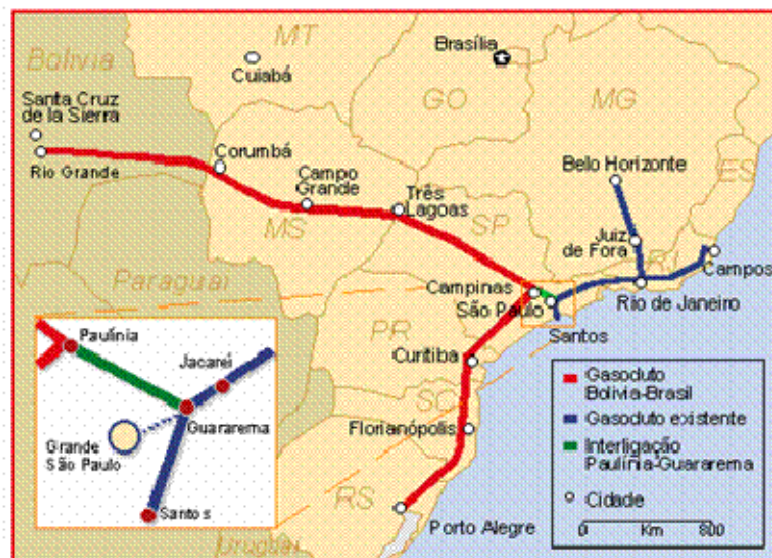 MT
Brasília
Bolivia
Cuiabá
GO
MG
Santa Cruz
de la Sierra
Rio Grande
Corumbá
Campo
Grande
Três
Lagoas
Bello Horizonte
ES
MS
SP
Juiz
de Fora
RJ
Campos
Paraguai
Campinas
São Paulo
Rio de Janeiro
Santos
PR
Curitiba
SC
Florianópolis
RS
Porto Alegre
Uruguai
Paulínia
Jacareí
Guararema
Grande
São Paulo
Santos
Gasoduto
Bolivia-Brasil
Gasoduto existente
Interligação
Paulínia-Guararema
Cidade
0 Km 800